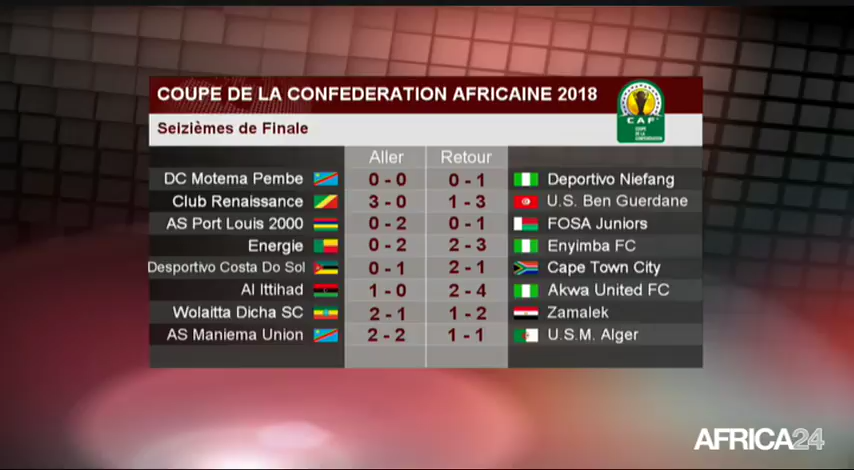 COUPE DE LA CONFEDERATION AFRICAINE 2018
Seizièmes de Finale
CAF
COUPE DE LA CONFEDERATION
Aller Retour
DC Motema Pembe 0 - 0 0 - 1 Deportivo Niefang
Club Renaissance 3 - 0 1 - 3 U.S. Ben Guerdane
AS Port Louis 2000 0 - 2 0 - 1 FOSA Juniors
Energie 0 - 2 2 - 3 Enyimba FC
Desportivo Costa Do Sol 0 - 1 2 - 1 Cape Town City
Al Ittihad 1 - 0 2 - 4 Akwa United FC
Wolaitta Dicha SC 2 - 1 1 - 2 Zamalek
AS Maniema Union 2 - 2 1 - 1 U.S.M. Alger
AFRICA24